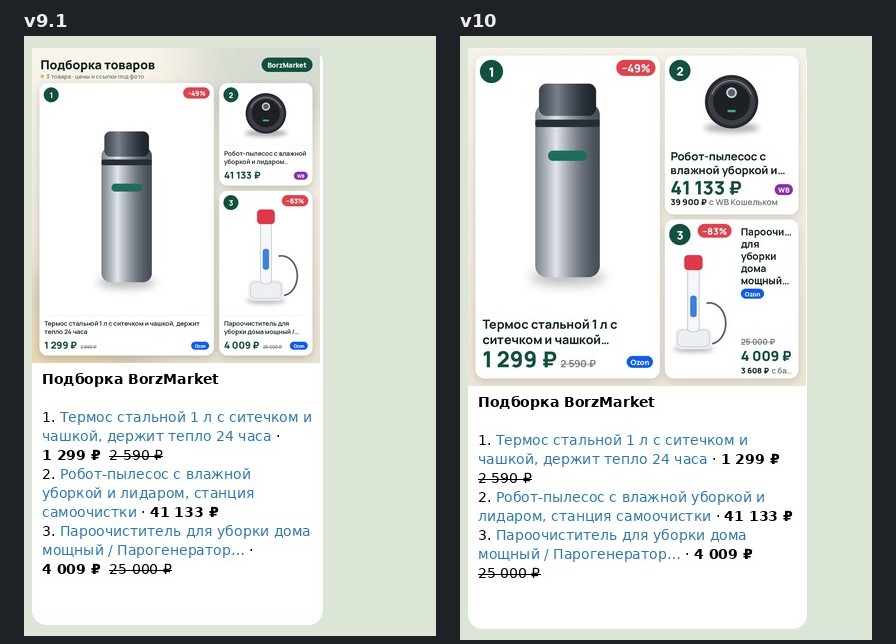 v9.1
Подборка товаров
BorzMarket
3 товара · цены и ссылки под фото
1
−49%
Термос стальной 1 л с ситечком и чашкой, держит
тепло 24 часа
1 299 ₽ 2 590 ₽ Ozon
2
Робот-пылесос с влажной
уборкой и лидаром..
41 133 ₽ WB
3
−83%
Пароочиститель для
уборки дома мощный /..
4 009 ₽ 25 000 ₽ Ozon
Подборка BorzMarket
1. Термос стальной 1 л с ситечком и
чашкой, держит тепло 24 часа ·
1 299 ₽ 2 590 ₽
2. Робот-пылесос с влажной
уборкой и лидаром, станция
самоочистки · 41 133 ₽
3. Пароочиститель для уборки дома
мощный / Парогенератор… ·
4 009 ₽ 25 000 ₽
v10
1
−49%
Термос стальной 1 л с
ситечком и чашкой…
1 299 ₽ 2 590 ₽ Ozon
2
Робот-пылесос с
влажной уборкой и…
41 133 ₽ WB
39 900 ₽ с WB Кошельком
3
−83%
Пароочи…
для
уборки
дома
мощный…
Ozon
25 000 ₽
4 009 ₽
3 608 ₽ с ба…
Подборка BorzMarket
1. Термос стальной 1 л с ситечком и
чашкой, держит тепло 24 часа · 1 299 ₽
2 590 ₽
2. Робот-пылесос с влажной уборкой и
лидаром, станция самоочистки · 41 133 ₽
3. Пароочиститель для уборки дома
мощный / Парогенератор… · 4 009 ₽
25 000 ₽